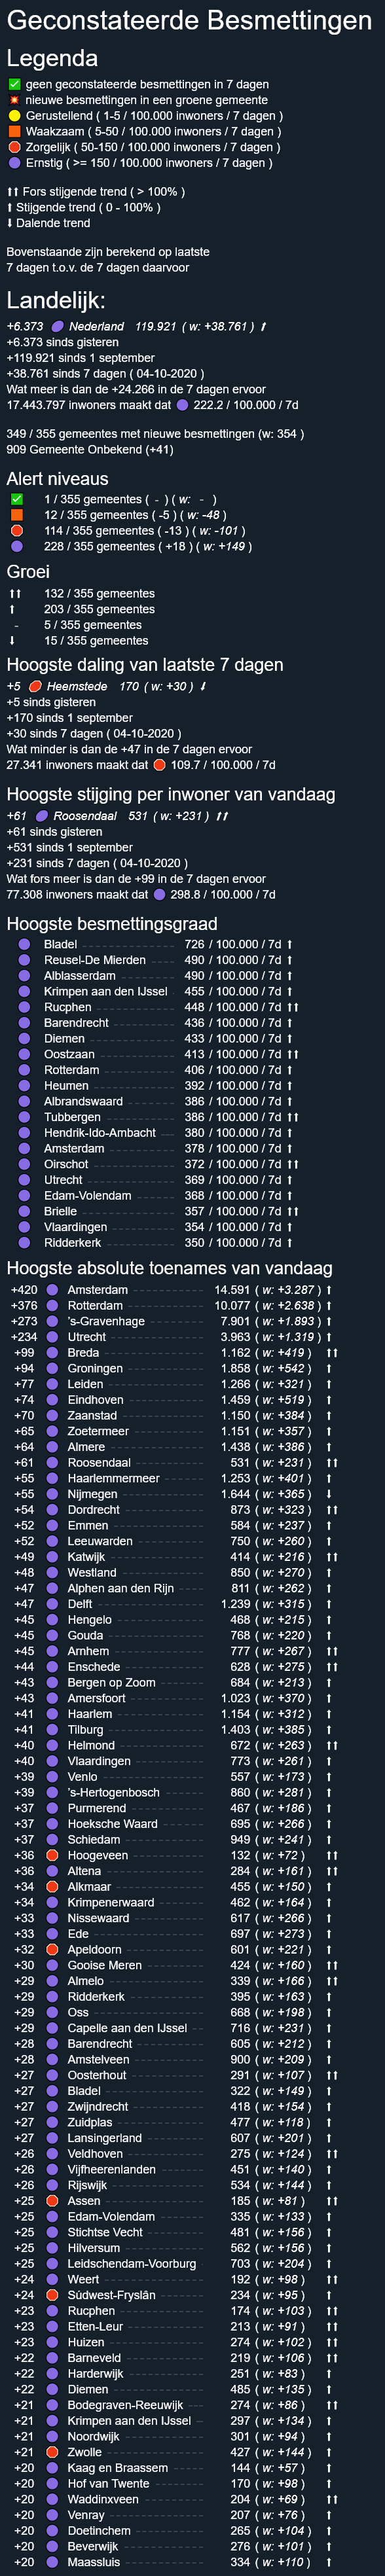 Geconstateerde Besmettingen
Legenda
geen geconstateerde besmettingen in 7 dagen
nieuwe besmettingen in een groene gemeente
Gerustellend ( 1-5 / 100.000 inwoners / 7 dagen )
Waakzaam ( 5-50 / 100.000 inwoners / 7 dagen )
Zorgelijk ( 50-150 / 100.000 inwoners / 7 dagen )
Ernstig ( >= 150 / 100.000 inwoners / 7 dagen )
⬆⬆ Fors stijgende trend ( > 100% )
⬆ Stijgende trend ( 0 - 100% )
⬇ Dalende trend
Bovenstaande zijn berekend op laatste
7 dagen t.o.v. de 7 dagen daarvoor
Landelijk:
+6.373 Nederland 119.921 ( w: +38.761 ) ⬆
+6.373 sinds gisteren
+119.921 sinds 1 september
+38.761 sinds 7 dagen ( 04-10-2020 )
Wat meer is dan de +24.266 in de 7 dagen ervoor
17.443.797 inwoners maakt dat 222.2 / 100.000 / 7d
349 / 355 gemeentes met nieuwe besmettingen (w: 354 )
909 Gemeente Onbekend (+41)
Alert niveaus
1 / 355 gemeentes ( - ) ( w: - )
12 / 355 gemeentes ( -5 ) ( w: -48 )
114 / 355 gemeentes ( -13 ) ( w: -101 )
228 / 355 gemeentes ( +18 ) ( w: +149 )
Groei
⬆⬆ 132 / 355 gemeentes
⬆ 203 / 355 gemeentes
- 5 / 355 gemeentes
⬇ 15 / 355 gemeentes
Hoogste daling van laatste 7 dagen
+5 Heemstede 170 ( w: +30 ) ⬇
+5 sinds gisteren
+170 sinds 1 september
+30 sinds 7 dagen ( 04-10-2020 )
Wat minder is dan de +47 in de 7 dagen ervoor
27.341 inwoners maakt dat 109.7 / 100.000 / 7d
Hoogste stijging per inwoner van vandaag
+61 Roosendaal 531 ( w: +231 ) ⬆⬆
+61 sinds gisteren
+531 sinds 1 september
+231 sinds 7 dagen ( 04-10-2020 )
Wat fors meer is dan de +99 in de 7 dagen ervoor
77.308 inwoners maakt dat 298.8 / 100.000 / 7d
Hoogste besmettingsgraad
Bladel 726 / 100.000 / 7d ⬆
Reusel-De Mierden 490 / 100.000 / 7d ⬆
Alblasserdam 490 / 100.000 / 7d ⬆
Krimpen aan den IJssel 455 / 100.000 / 7d ⬆
Rucphen 448 / 100.000 / 7d ⬆⬆
Barendrecht 436 / 100.000 / 7d ⬆
Diemen 433 / 100.000 / 7d ⬆
Oostzaan 413 / 100.000 / 7d ⬆⬆
Rotterdam 406 / 100.000 / 7d ⬆
Heumen 392 / 100.000 / 7d ⬆
Albrandswaard 386 / 100.000 / 7d ⬆
Tubbergen 386 / 100.000 / 7d ⬆⬆
Hendrik-Ido-Ambacht 380 / 100.000 / 7d ⬆
Amsterdam 378 / 100.000 / 7d ⬆
Oirschot 372 / 100.000 / 7d ⬆⬆
Utrecht 369 / 100.000 / 7d ⬆
Edam-Volendam 368 / 100.000 / 7d ⬆
Brielle 357 / 100.000 / 7d ⬆⬆
Vlaardingen 354 / 100.000 / 7d ⬆
Ridderkerk 350 / 100.000 / 7d ⬆
Hoogste absolute toenames van vandaag
+420 Amsterdam 14.591 ( w: +3.287 ) ⬆
+376 Rotterdam 10.077 ( w: +2.638 ) ⬆
+273 's-Gravenhage 7.901 ( w: +1.893 ) ⬆
+234 Utrecht 3.963 ( w: +1.319 ) ⬆
+99 Breda 1.162 ( w: +419 ) ⬆⬆
+94 Groningen 1.858 ( w: +542 ) ⬆
+77 Leiden 1.266 ( w: +321 ) ⬆
+74 Eindhoven 1.459 ( w: +519 ) ⬆
+70 Zaanstad 1.150 ( w: +384 ) ⬆
+65 Zoetermeer 1.151 ( w: +357 ) ⬆
+64 Almere 1.438 ( w: +386 ) ⬆
+61 Roosendaal 531 ( w: +231 ) ⬆⬆
+55 Haarlemmermeer 1.253 ( w: +401 ) ⬆
+55 Nijmegen 1.644 ( w: +365 ) ⬇
+54 Dordrecht 873 ( w: +323 ) ⬆⬆
+52 Emmen 584 ( w: +237 ) ⬆
+52 Leeuwarden 750 ( w: +260 ) ⬆
+49 Katwijk 414 ( w: +216 ) ⬆⬆
+48 Westland 850 ( w: +270 ) ⬆
+47 Alphen aan den Rijn 811 ( w: +262 ) ⬆
+47 Delft 1.239 ( w: +315 ) ⬆
+45 Hengelo 468 ( w: +215 ) ⬆
+45 Gouda 768 ( w: +220 ) ⬆
+45 Arnhem 777 ( w: +267 ) ⬆⬆
+44 Enschede 628 ( w: +275 ) ⬆⬆
+43 Bergen op Zoom 684 ( w: +213 ) ⬆
+43 Amersfoort 1.023 ( w: +370 ) ⬆
+41 Haarlem 1.154 ( w: +312 ) ⬆
+41 Tilburg 1.403 ( w: +385 ) ⬆
+40 Helmond 672 ( w: +263 ) ⬆⬆
+40 Vlaardingen 773 ( w: +261 ) ⬆
+39 Venlo 557 ( w: +173 ) ⬆
+39 's-Hertogenbosch 860 ( w: +281 ) ⬆
+37 Purmerend 467 ( w: +186 ) ⬆
+37 Hoeksche Waard 695 ( w: +266 ) ⬆
+37 Schiedam 949 ( w: +241 ) ⬆
+36 Hoogeveen 132 ( w: +72 ) ⬆⬆
+36 Altena 284 ( w: +161 ) ⬆⬆
+34 Alkmaar 455 ( w: +150 ) ⬆
+34 Krimpenerwaard 462 ( w: +164 ) ⬆
+33 Nissewaard 617 ( w: +266 ) ⬆
+33 Ede 697 ( w: +273 ) ⬆
+32 Apeldoorn 601 ( w: +221 ) ⬆
+30 Gooise Meren 424 ( w: +160 ) ⬆⬆
+29 Almelo 339 ( w: +166 ) ⬆⬆
+29 Ridderkerk 395 ( w: +163 ) ⬆
+29 Oss 668 ( w: +198 ) ⬆
+29 Capelle aan den IJssel 716 ( w: +231 ) ⬆
+28 Barendrecht 605 ( w: +212 ) ⬆
+28 Amstelveen 900 ( w: +209 ) ⬆
+27 Oosterhout 291 ( w: +107 ) ⬆⬆
+27 Bladel 322 ( w: +149 ) ⬆
+27 Zwijndrecht 418 ( w: +154 ) ⬆
+27 Zuidplas 477 ( w: +118 ) ⬆
+27 Lansingerland 607 ( w: +201 ) ⬆
+26 Veldhoven 275 ( w: +124 ) ⬆⬆
+26 Vijfheerenlanden 451 ( w: +140 ) ⬆
+26 Rijswijk 534 ( w: +144 ) ⬆
+25 Assen 185 ( w: +81 ) ⬆⬆
+25 Edam-Volendam 335 ( w: +133 ) ⬆
+25 Stichtse Vecht 481 ( w: +156 ) ⬆
+25 Hilversum 562 ( w: +156 ) ⬆
+25 Leidschendam-Voorburg 703 ( w: +204 ) ⬆
+24 Weert 192 ( w: +98 ) ⬆⬆
+24 Súdwest-Fryslân 234 ( w: +95 ) ⬆
+23 Rucphen 174 ( w: +103 ) ⬆⬆
+23 Etten-Leur 213 ( w: +91 ) ⬆⬆
+23 Huizen 274 ( w: +102 ) ⬆⬆
+22 Barneveld 219 ( w: +106 ) ⬆⬆
+22 Harderwijk 251 ( w: +83 ) ⬆
+22 Diemen 485 ( w: +135 ) ⬆
+21 Bodegraven-Reeuwijk 274 ( w: +86 ) ⬆⬆
+21 Krimpen aan den IJssel 297 ( w: +134 ) ⬆
+21 Noordwijk 301 ( w: +94 ) ⬆
+21 Zwolle 427 ( w: +144 ) ⬆
+20 Kaag en Braassem 144 ( w: +57 ) ⬆
+20 Hof van Twente 170 ( w: +98 ) ⬆
+20 Waddinxveen 204 ( w: +69 ) ⬆⬆
+20 Venray 207 ( w: +76 ) ⬆
+20 Doetinchem 265 ( w: +104 ) ⬆
+20 Beverwijk 276 ( w: +101 ) ⬆
+20 Maassluis 334 ( w: +110 ) ⬆